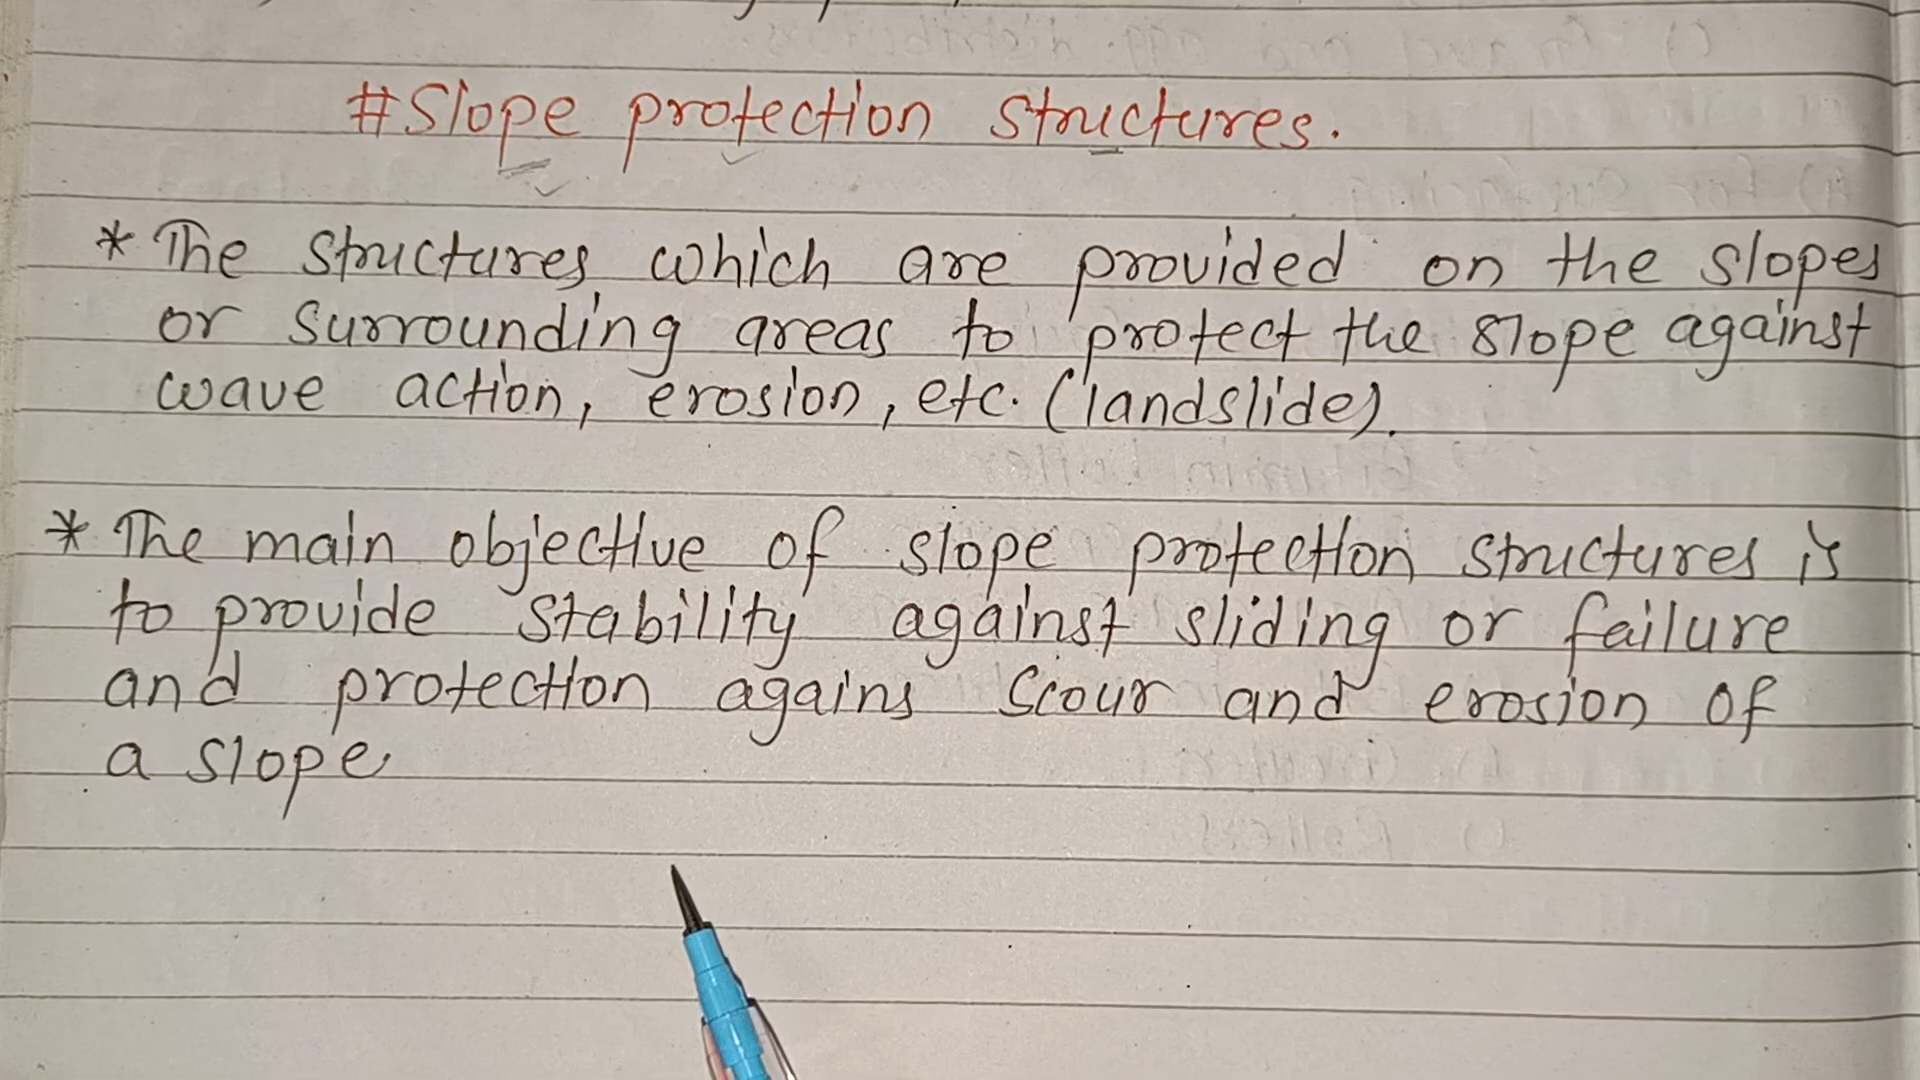 #Slope protection structures.
* The structures which are provided on the slopes
or surrounding areas to protect the slope against
wave action, erosion, etc. (landslide).
* The main objective of slope protection structures is
to provide stability against sliding or failure
and protection agains scour and erosion of
a slope